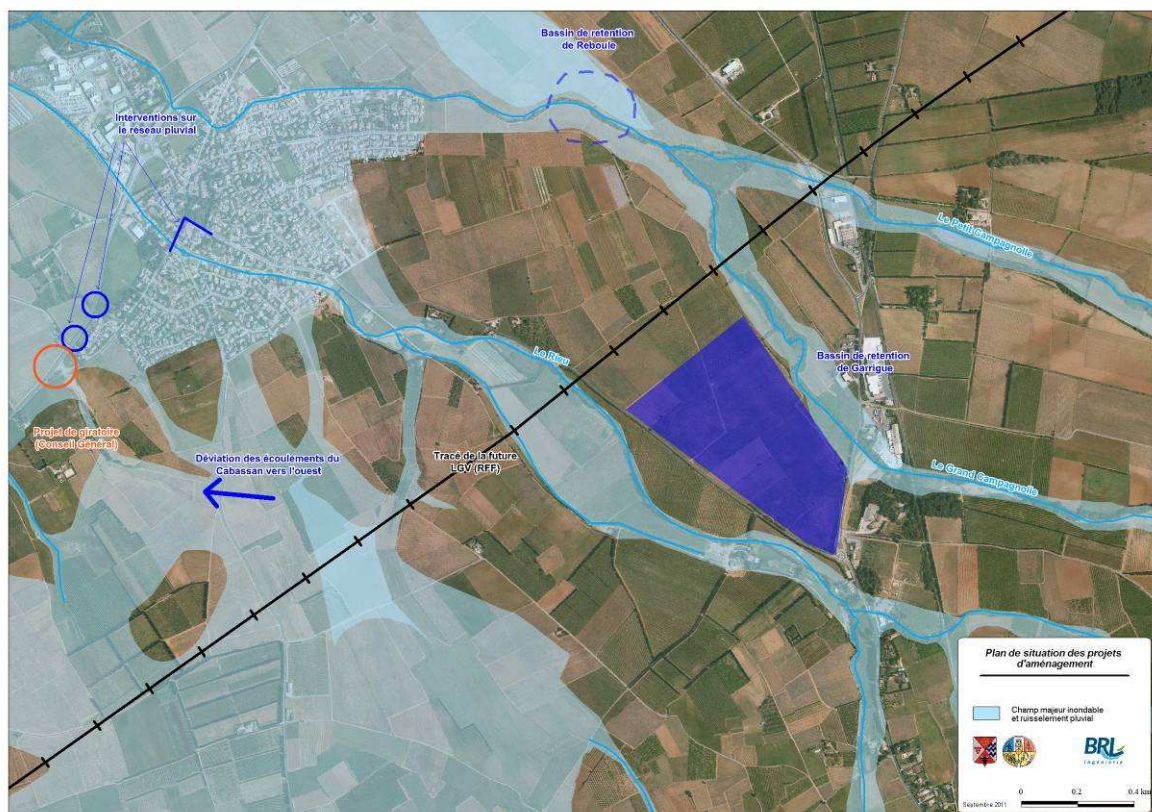 Bassin de retention
de Reboule
Interventions sur
le réseau pluvial
Le Petit Campagnolle
Le Rieu
Bassin de retention
de Garrigue
Projet de giratoire
(Conseil Général)
Déviation des écoulements du
Cabassan vers l'ouest
Tracé de la future
LGV (RFF)
Le Grand Campagnolle
Plan de situation des projets
d'aménagement
Champ majeur inondable
et ruisselement pluvial
BRL
Ingénierie
Septembre 2011
0
0.2
0.4 km